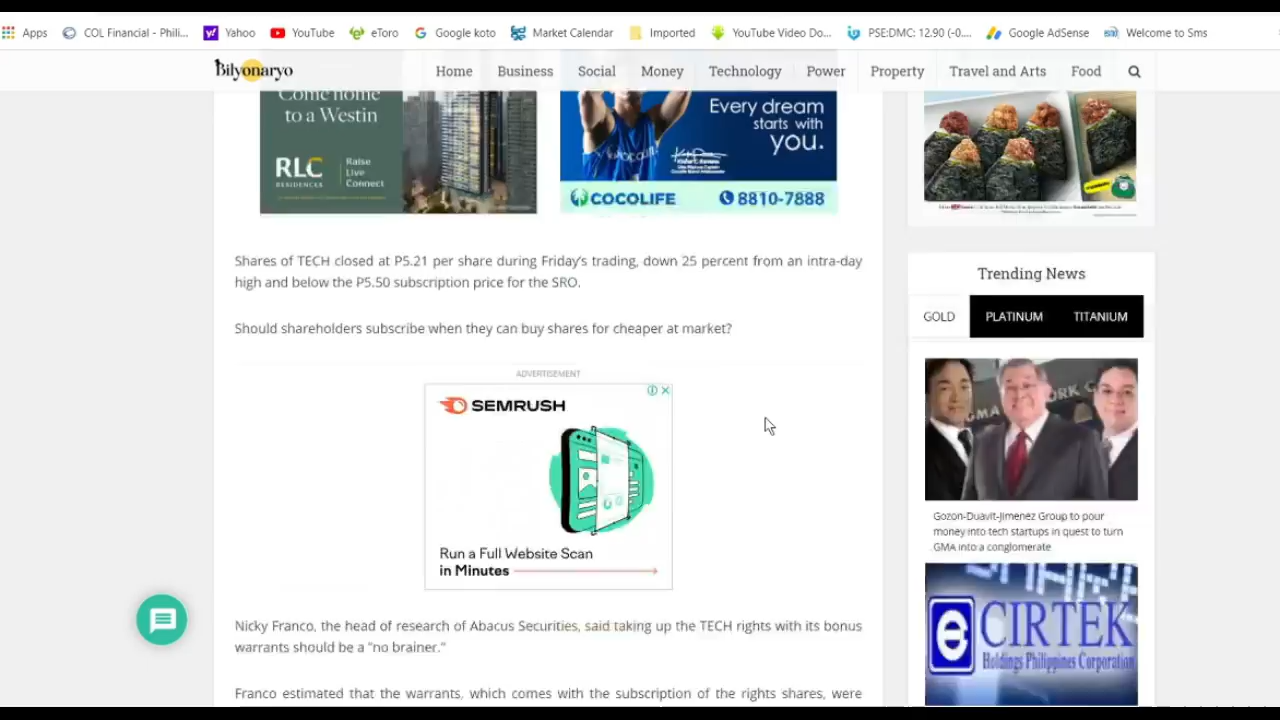 Apps COL Financial - Phili... Yahoo YouTube eToro Google koto Market Calendar Imported YouTube Video Do... PSE:DMC: 12.90 (-0.... Google AdSense Welcome to Sms
Bilyonaryo Home Business Social Money Technology Power Property Travel and Arts Food
Come home
to a Westin
RLC
RESIDENCES
Raise
Live
Connect
Every dream
starts with
you.
COCOLIFE 8810-7888
Shares of TECH closed at P5.21 per share during Friday's trading, down 25 percent from an intra-day
high and below the P5.50 subscription price for the SRO.
Should shareholders subscribe when they can buy shares for cheaper at market?
ADVERTISEMENT
SEMRUSH
Run a Full Website Scan
in Minutes
Nicky Franco, the head of research of Abacus Securities, said taking up the TECH rights with its bonus
warrants should be a "no brainer."
Franco estimated that the warrants, which comes with the subscription of the rights shares, were
Trending News
GOLD PLATINUM TITANIUM
GMA
Gozon-Duavit-Jimenez Group to pour
money into tech startups in quest to turn
GMA into a conglomerate
CIRTEK
Holdings Philippines Corporation